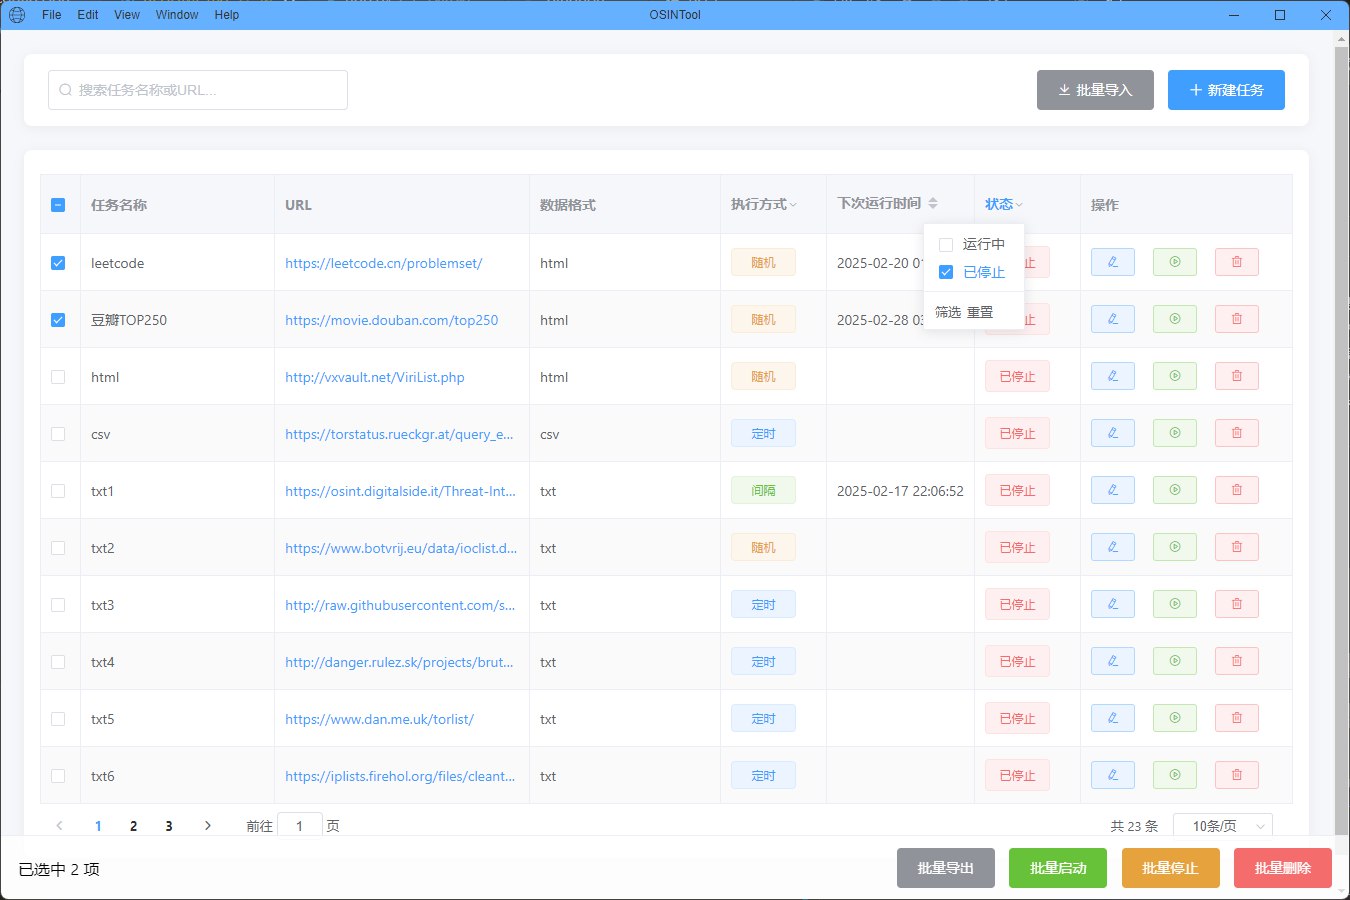 File Edit View Window Help OSINTool
搜索任务名称或URL... 批量导入 新建任务
任务名称 URL 数据格式 执行方式 下次运行时间 状态 操作
leetcode https://leetcode.cn/problemset/ html 随机 2025-02-20 01 止
运行中
已停止
筛选 重置
豆瓣TOP250 https://movie.douban.com/top250 html 随机 2025-02-28 03 止
html http://vxvault.net/ViriList.php html 随机 已停止
csv https://torstatus.rueckgr.at/query_e... csv 定时 已停止
txt1 https://osint.digitalside.it/Threat-Int... txt 间隔 2025-02-17 22:06:52 已停止
txt2 https://www.botvrij.eu/data/ioclist.d... txt 随机 已停止
txt3 http://raw.githubusercontent.com/s... txt 定时 已停止
txt4 http://danger.rulez.sk/projects/brut... txt 定时 已停止
txt5 https://www.dan.me.uk/torlist/ txt 定时 已停止
txt6 https://iplists.firehol.org/files/cleant... txt 定时 已停止
1 2 3 前往 1 页 共 23 条 10条/页
已选中 2 项 批量导出 批量启动 批量停止 批量删除